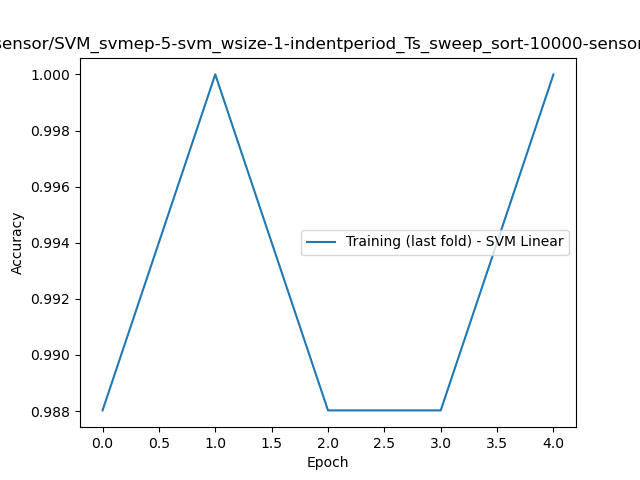 sensor/SVM_svmep-5-svm_wsize-1-indentperiod_Ts_sweep_sort-10000-sensor
1.000
0.998
0.996
0.994
0.992
0.990
0.988
Accuracy
Training (last fold) - SVM Linear
0.0 0.5 1.0 1.5 2.0 2.5 3.0 3.5 4.0
Epoch